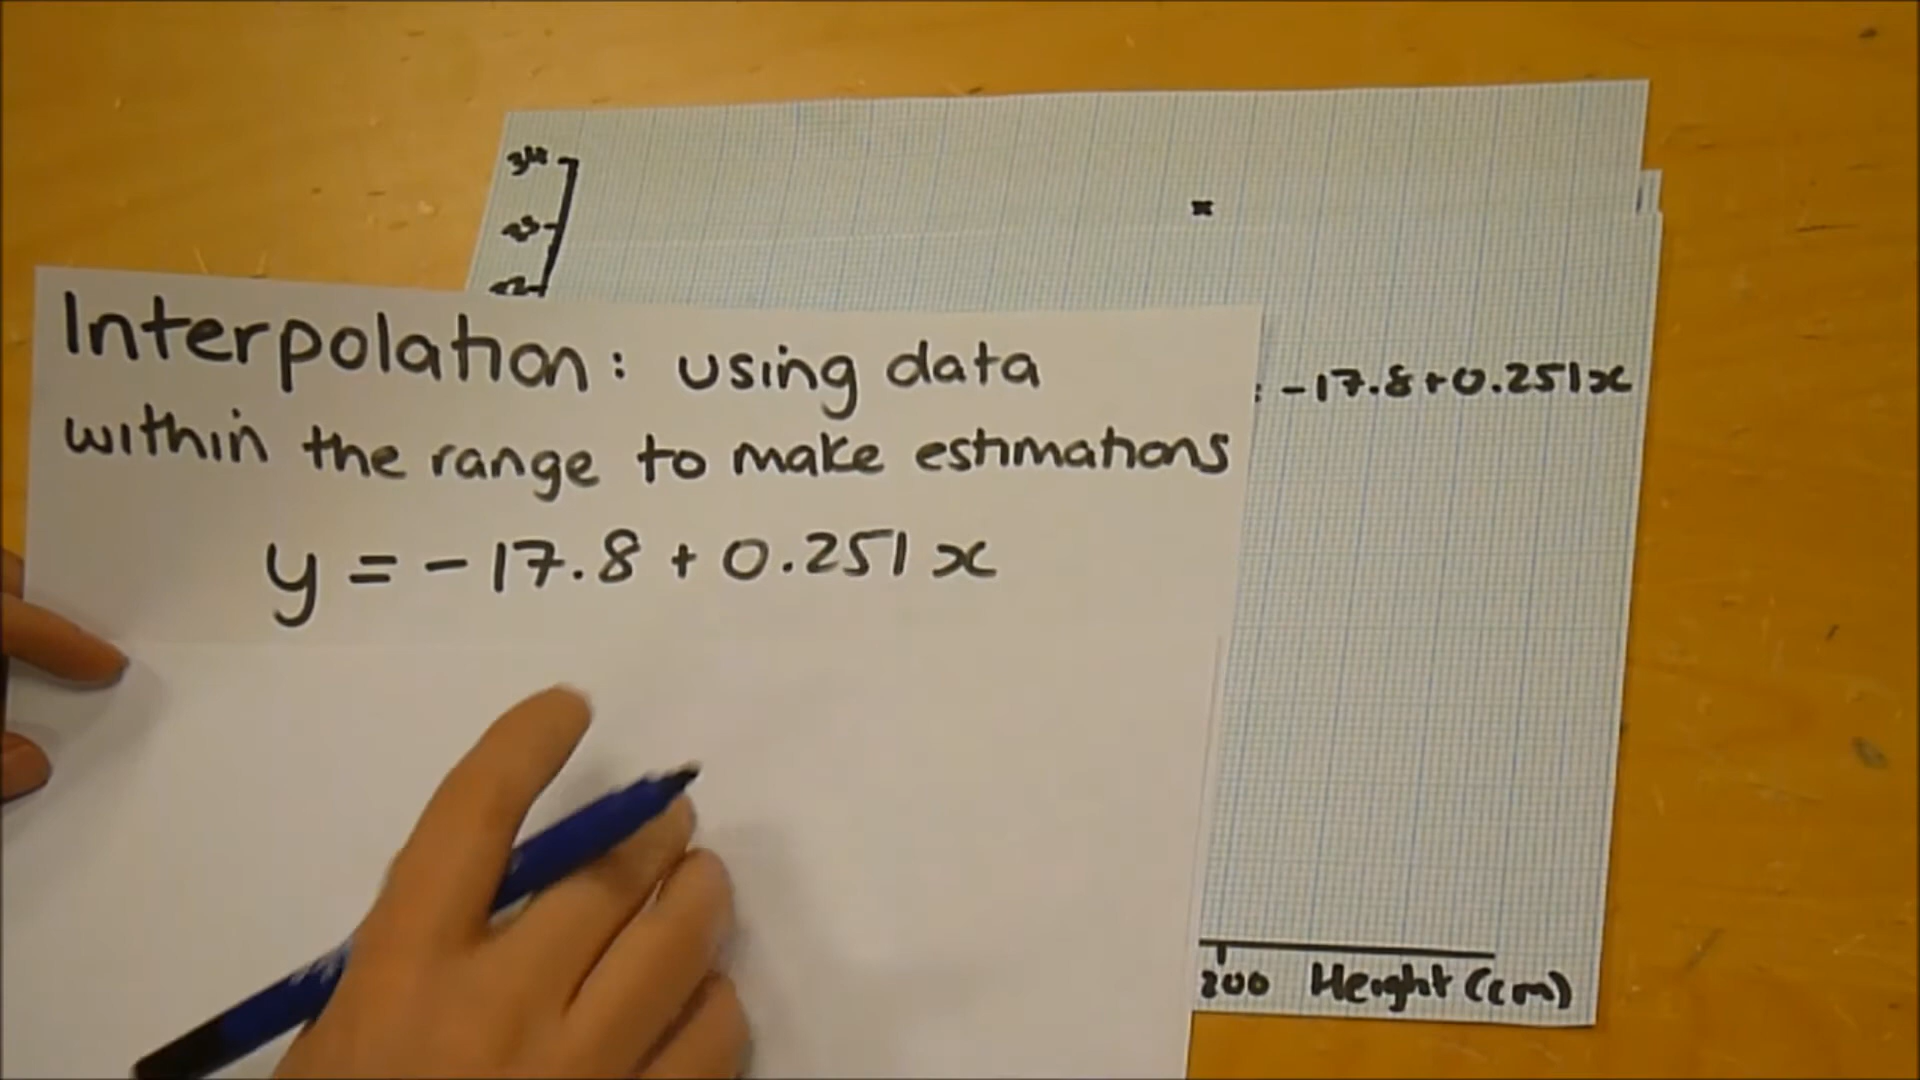 Interpolation: using data
within the range to make estimations
y = -17.8 + 0.251x
: -17.8+0.251x
200 Height (cm)